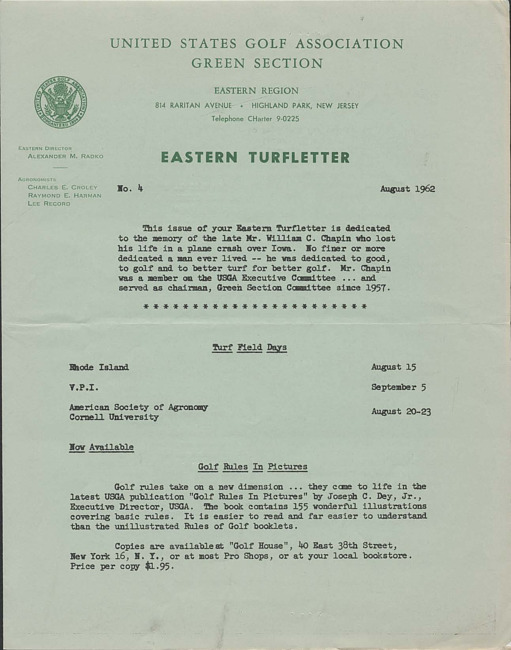 UNITED STATES GOLF ASSOCIATION
GREEN SECTION
EASTERN REGION
814 RARITAN AVENUE • HIGHLAND PARK, NEW JERSEY
Telephone CHarter 9-0225
EASTERN DIRECTOR
ALEXANDER M. RADKO
EASTERN TURFLETTER
AGRONOMISTS
CHARLES E. CROLEY
RAYMOND E. HARMAN
LEE RECORD
No. 4 August 1962
This issue of your Eastern Turfletter is dedicated
to the memory of the late Mr. William C. Chapin who lost
his life in a plane crash over Iowa. No finer or more
dedicated a man ever lived -- he was dedicated to good,
to golf and to better turf for better golf. Mr. Chapin
was a member on the USGA Executive Committee ... and
served as chairman, Green Section Committee since 1957.
* * * * * * * * * * * * * * * * * * * * * * *
Turf Field Days
Rhode Island August 15
V.P.I. September 5
American Society of Agronomy
Cornell University August 20-23
Now Available
Golf Rules In Pictures
Golf rules take on a new dimension ... they come to life in the
latest USGA publication "Golf Rules In Pictures" by Joseph C. Dey, Jr.,
Executive Director, USGA. The book contains 155 wonderful illustrations
covering basic rules. It is easier to read and far easier to understand
than the unillustrated Rules of Golf booklets.
Copies are available at "Golf House", 40 East 38th Street,
New York 16, N. Y., or at most Pro Shops, or at your local bookstore.
Price per copy $1.95.